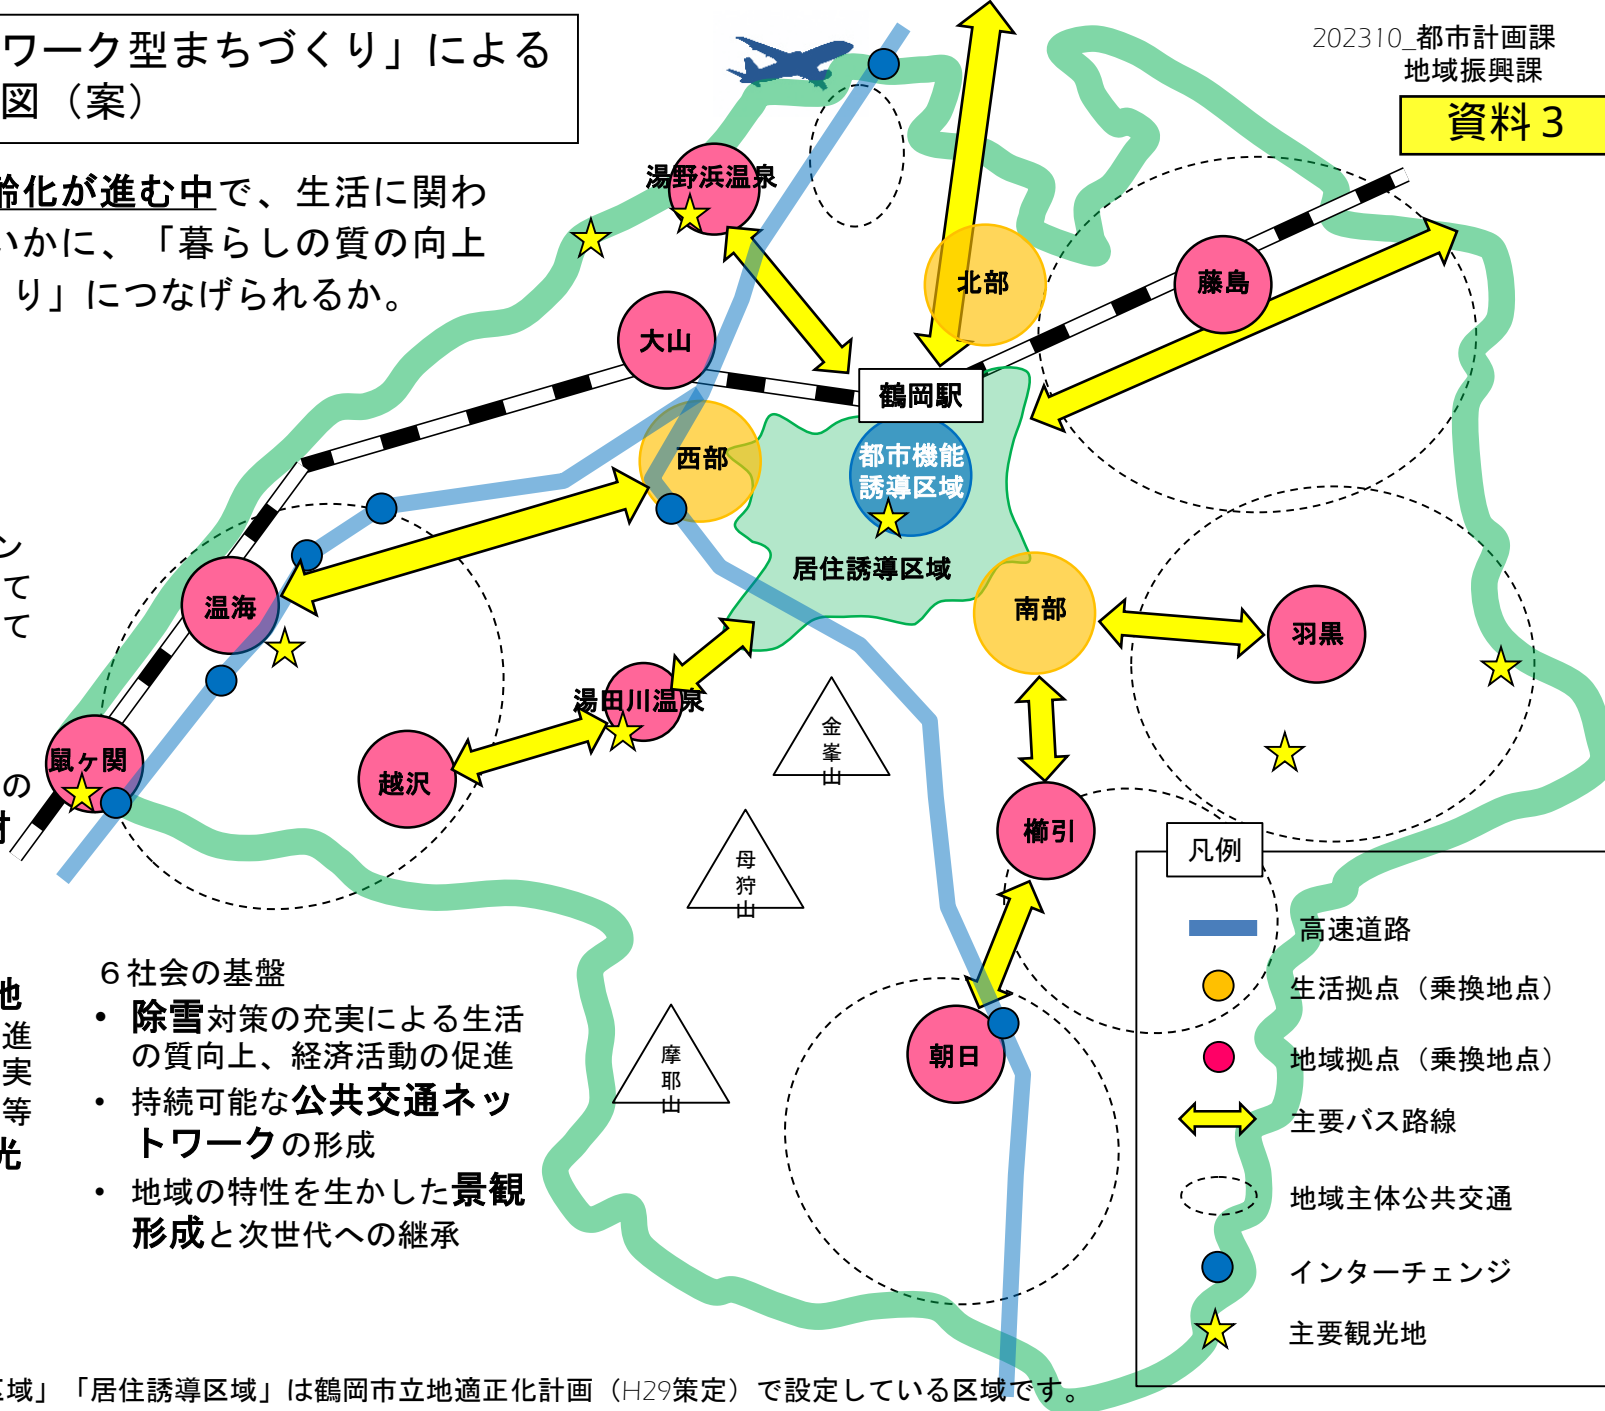 ワーク型まちづくり」による
図（案）
202310_都市計画課
地域振興課
資料３
齢化が進む中で、生活に関わ
いかに、「暮らしの質の向上
り」につなげられるか。
湯野浜温泉
北部
藤島
大山
鶴岡駅
西部
都市機能
誘導区域
居住誘導区域
ン
て
て
温海
南部
羽黒
湯田川温泉
鼠ヶ関
越沢
の
材
金峯山
櫛引
母狩山
朝日
摩耶山
地
進
実
等
光
６社会の基盤
• 除雪対策の充実による生活
の質向上、経済活動の促進
• 持続可能な公共交通ネッ
トワークの形成
• 地域の特性を生かした景観
形成と次世代への継承
凡例
高速道路
生活拠点（乗換地点）
地域拠点（乗換地点）
主要バス路線
地域主体公共交通
インターチェンジ
主要観光地
区域」「居住誘導区域」は鶴岡市立地適正化計画（H29策定）で設定している区域です。